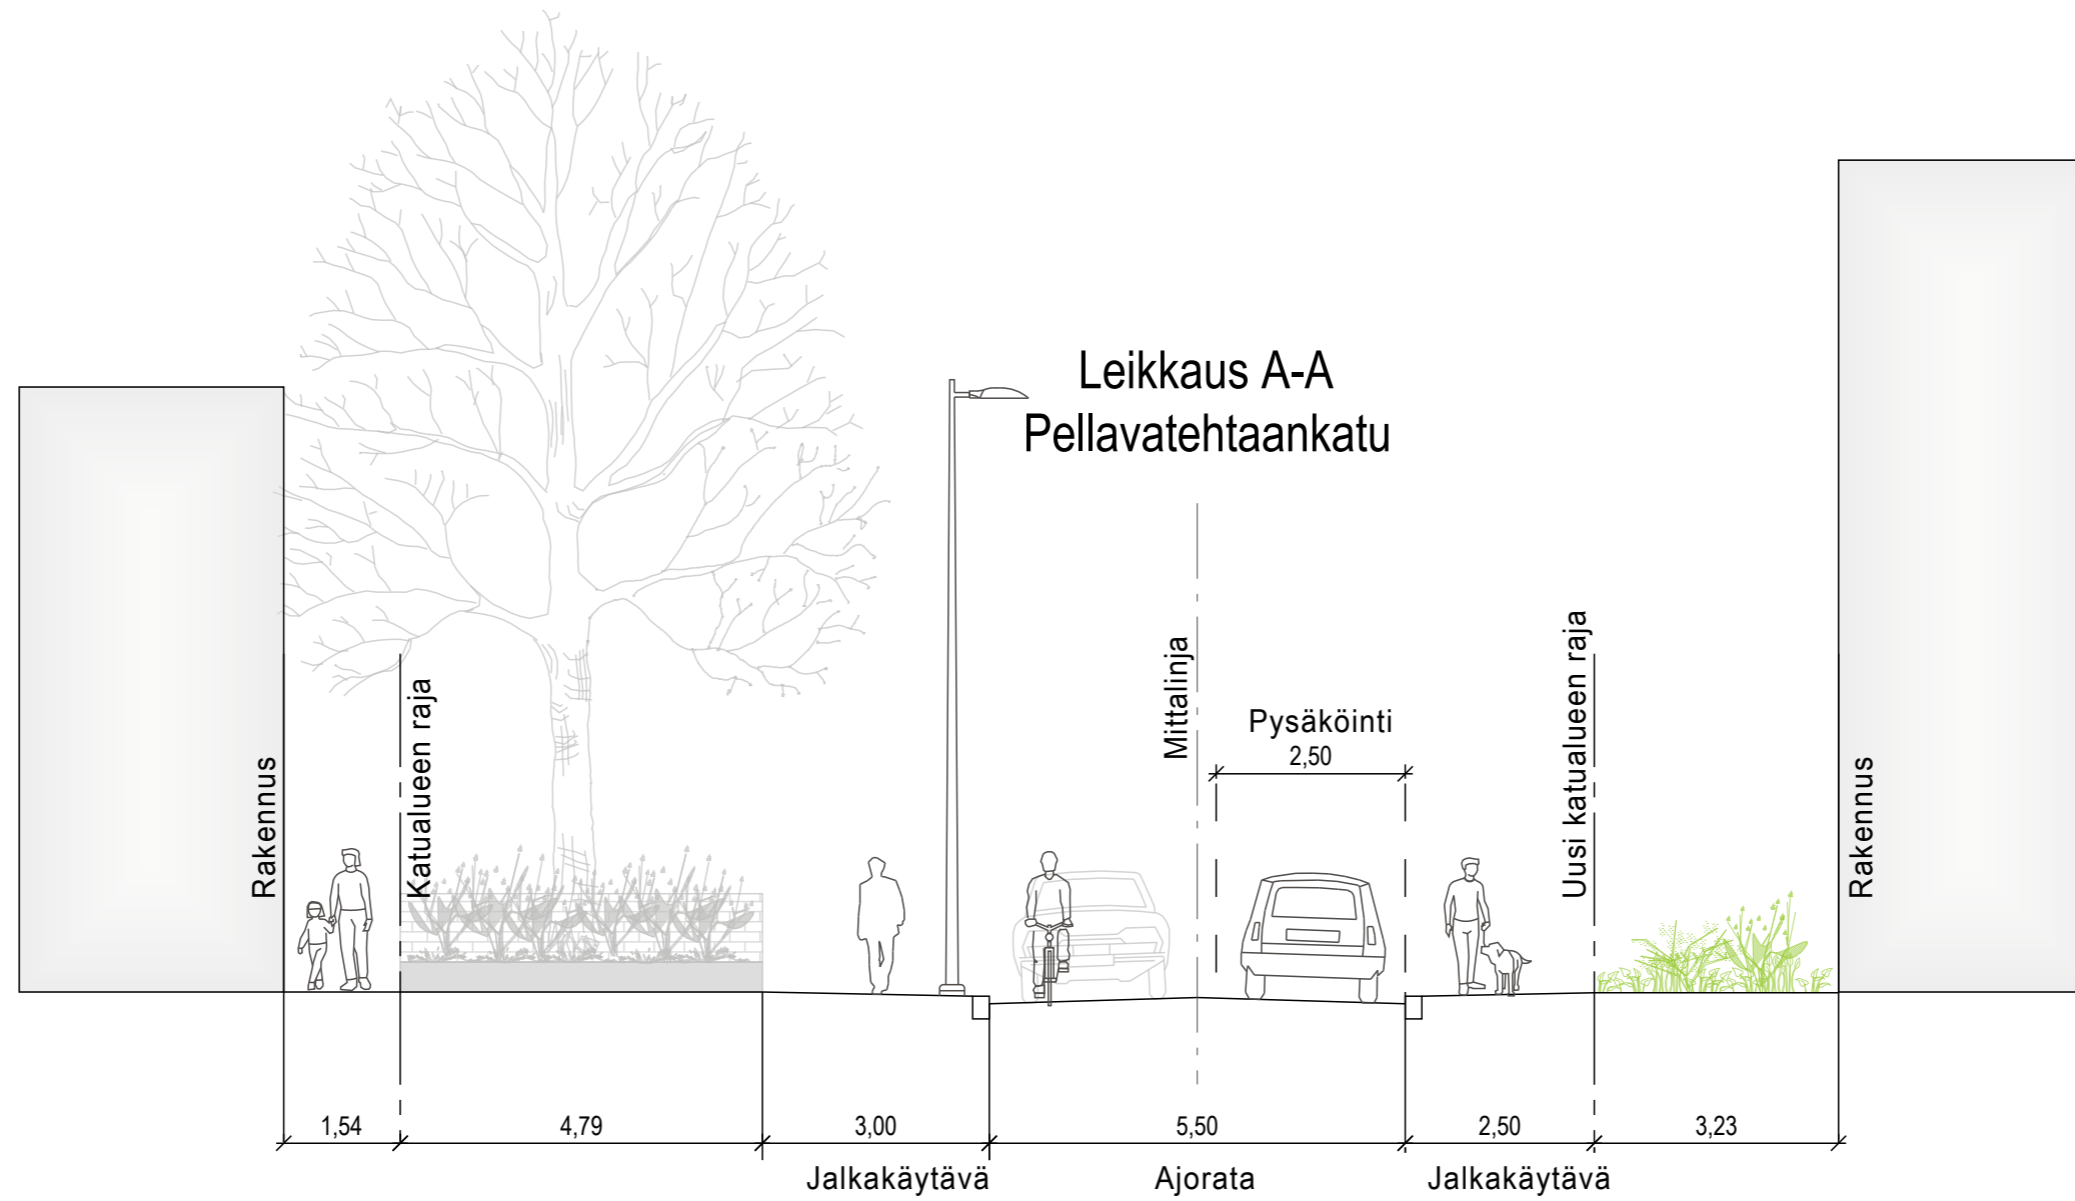 Leikkaus A-A
Pellavatehtaankatu
Rakennus
Katualueen raja
Mittalinja
Pysäköinti
2,50
Uusi katualueen raja
Rakennus
1,54
4,79
3,00
5,50
2,50
3,23
Jalkakäytävä
Ajorata
Jalkakäytävä